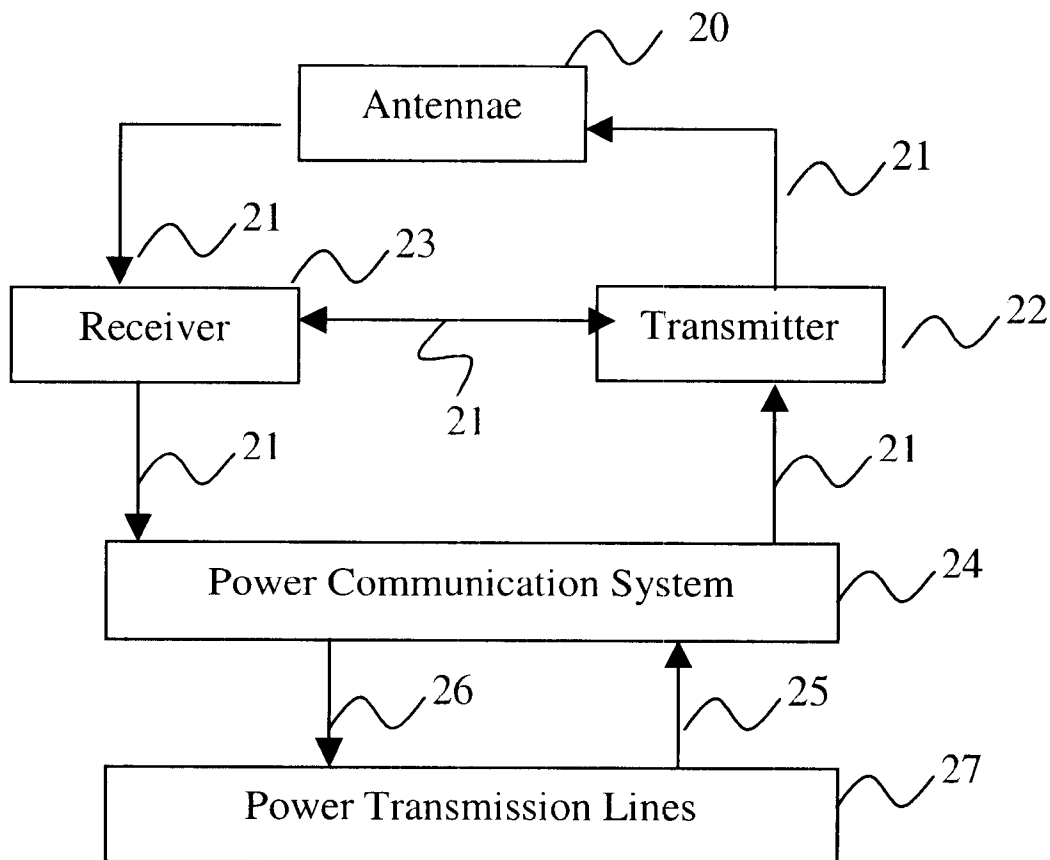 20
Antennae
21
21
23
Receiver
Transmitter
22
21
21
21
Power Communication System
24
26
25
Power Transmission Lines
27